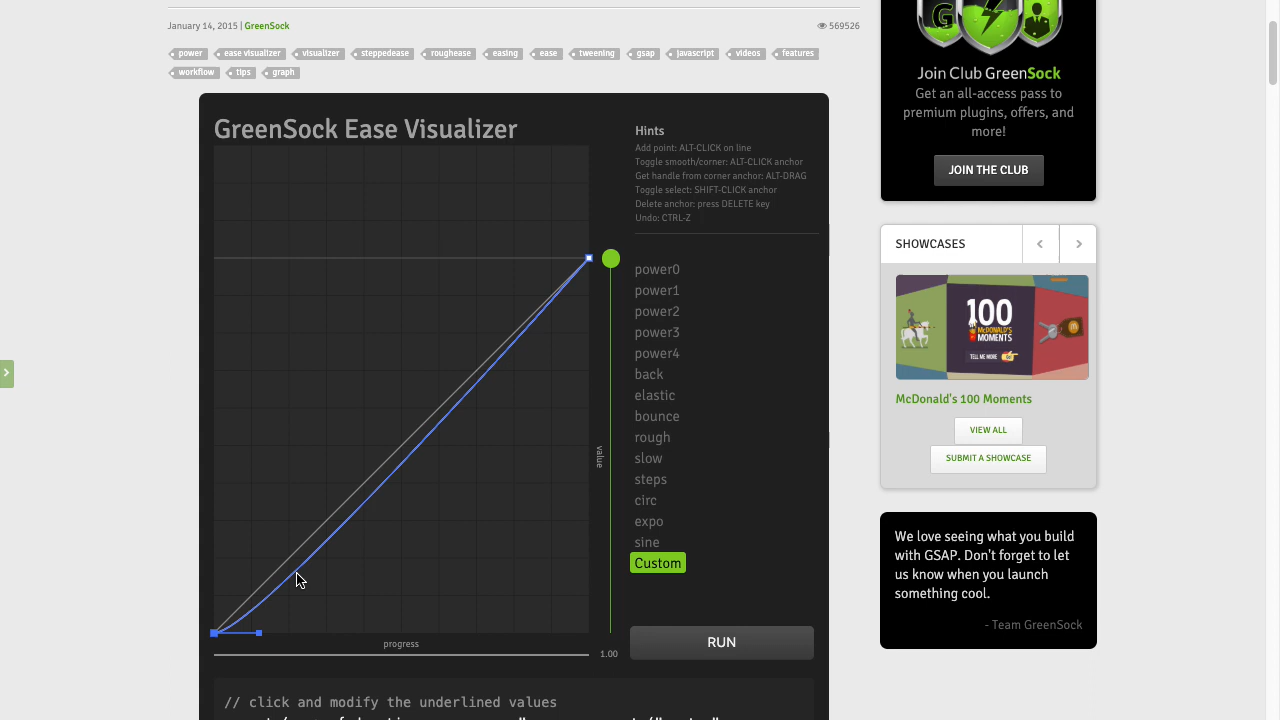 January 14, 2015 | GreenSock
569526
power
ease visualizer
visualizer
steppedease
roughease
easing
ease
tweening
gsap
javascript
videos
features
workflow
tips
graph
GreenSock Ease Visualizer
Hints
Add point: ALT-CLICK on line
Toggle smooth/corner: ALT-CLICK anchor
Get handle from corner anchor: ALT-DRAG
Toggle select: SHIFT-CLICK anchor
Delete anchor: press DELETE key
Undo: CTRL-Z
power0
power1
power2
power3
power4
back
elastic
bounce
rough
slow
steps
circ
expo
sine
Custom
value
progress
1.00
RUN
// click and modify the underlined values
G
Join Club GreenSock
Get an all-access pass to
premium plugins, offers, and
more!
JOIN THE CLUB
SHOWCASES
100
McDONALD'S
MOMENTS
TELL ME MORE
McDonald's 100 Moments
VIEW ALL
SUBMIT A SHOWCASE
We love seeing what you build
with GSAP. Don't forget to let
us know when you launch
something cool.
- Team GreenSock